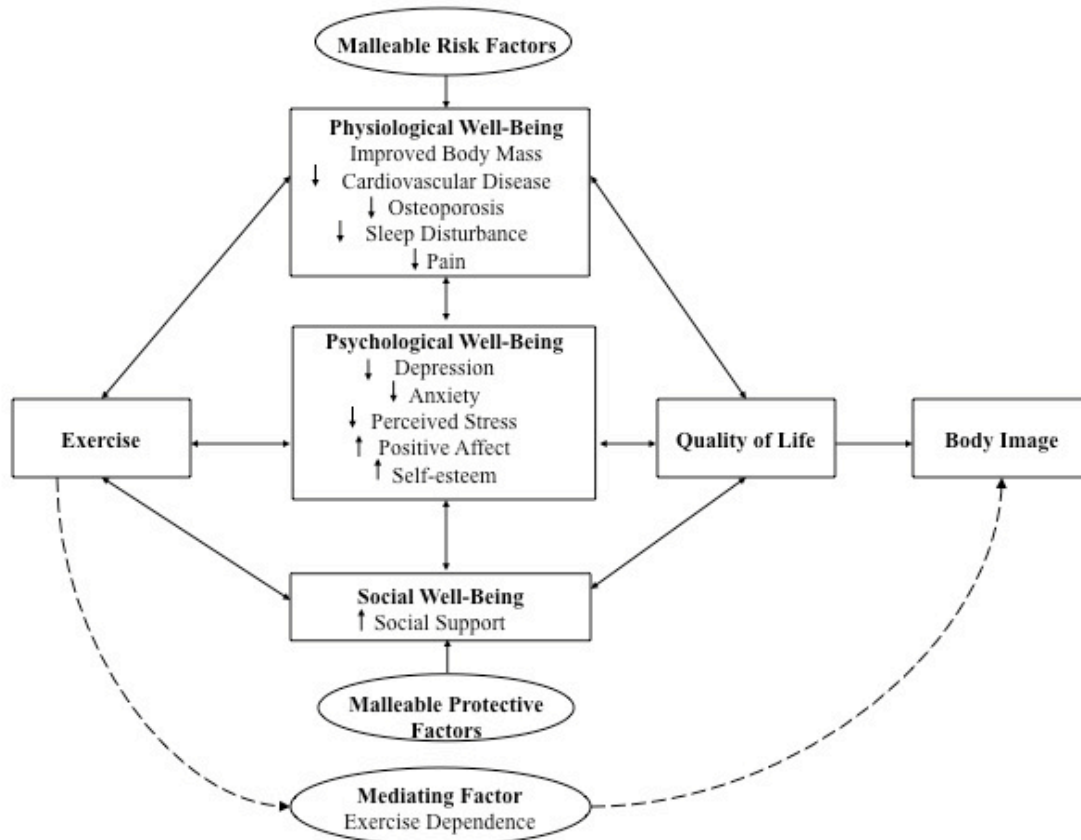 Malleable Risk Factors
Physiological Well-Being
Improved Body Mass
↓ Cardiovascular Disease
↓ Osteoporosis
↓ Sleep Disturbance
↓ Pain
Psychological Well-Being
↓ Depression
↓ Anxiety
↓ Perceived Stress
↑ Positive Affect
↑ Self-esteem
Exercise
Quality of Life
Body Image
Social Well-Being
↑ Social Support
Malleable Protective
Factors
Mediating Factor
Exercise Dependence